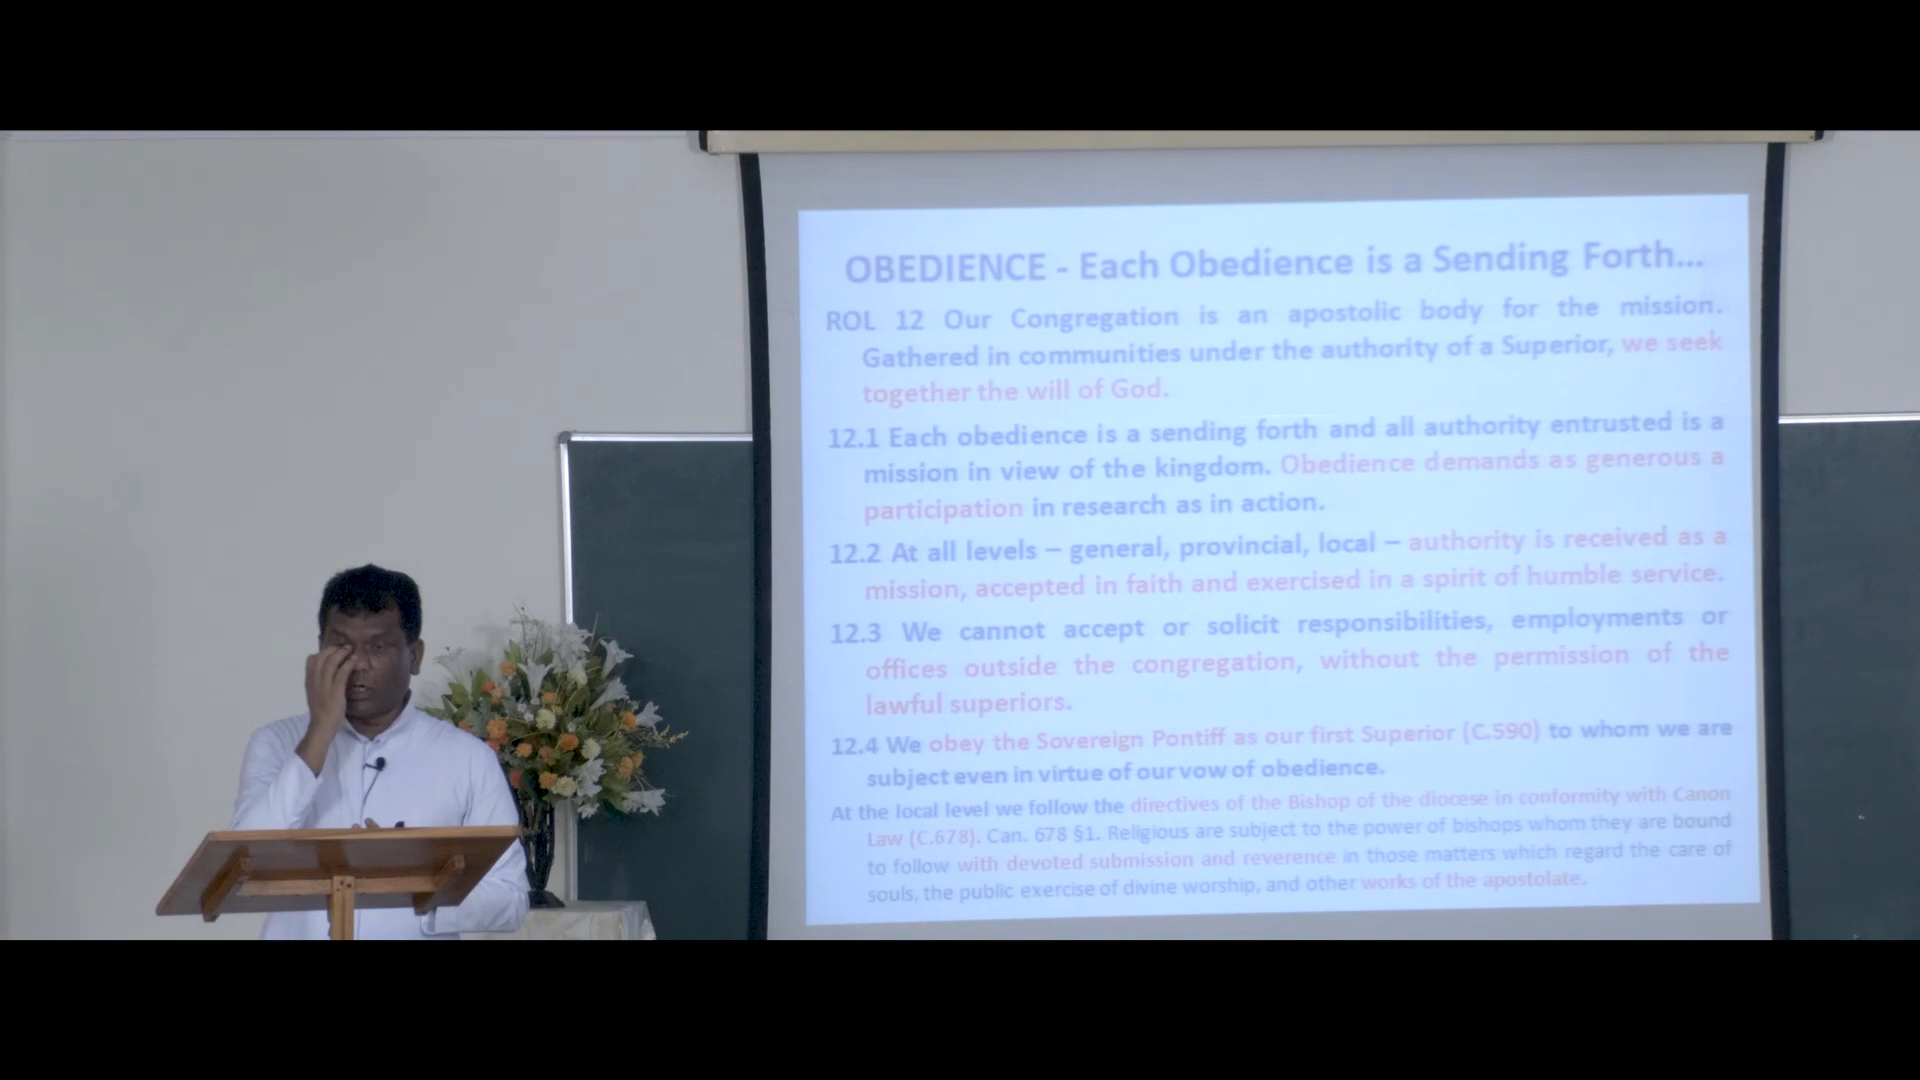 OBEDIENCE - Each Obedience is a Sending Forth...
ROL 12 Our Congregation is an apostolic body for the mission.
Gathered in communities under the authority of a Superior, we seek
together the will of God.
12.1 Each obedience is a sending forth and all authority entrusted is a
mission in view of the kingdom. Obedience demands as generous a
participation in research as in action.
12.2 At all levels – general, provincial, local – authority is received as a
mission, accepted in faith and exercised in a spirit of humble service.
12.3 We cannot accept or solicit responsibilities, employments or
offices outside the congregation, without the permission of the
lawful superiors.
12.4 We obey the Sovereign Pontiff as our first Superior (C.590) to whom we are
subject even in virtue of our vow of obedience.
At the local level we follow the directives of the Bishop of the diocese in conformity with Canon
Law (C.678). Can. 678 §1. Religious are subject to the power of bishops whom they are bound
to follow with devoted submission and reverence in those matters which regard the care of
souls, the public exercise of divine worship, and other works of the apostolate.